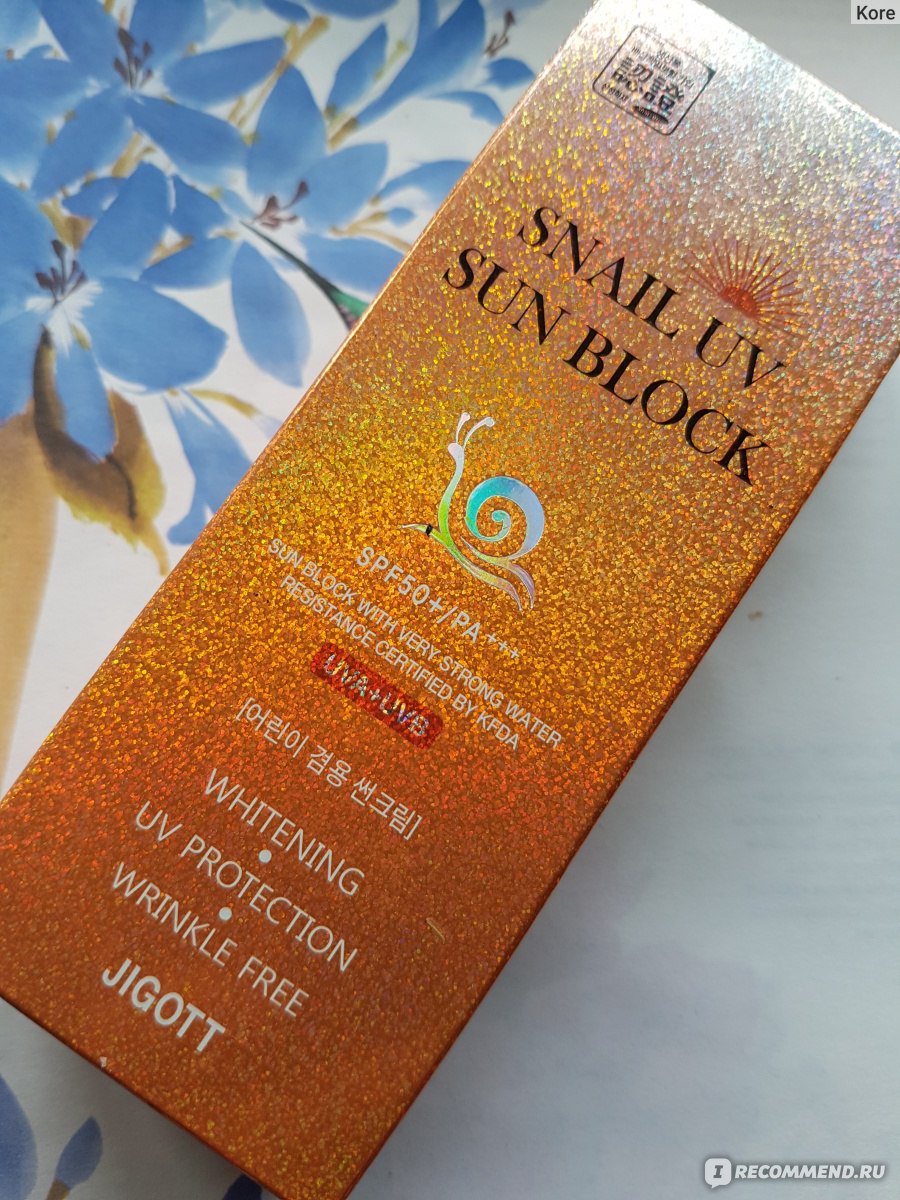 Kore
SNAIL UV
SUN BLOCK
SPF50+/PA+++
SUN BLOCK WITH VERY STRONG WATER
RESISTANCE CERTIFIED BY KFDA
UVA+UVB
[어린이 겸용 썬크림]
WHITENING
UV PROTECTION
WRINKLE FREE
JIGOTT
IRECOMMEND.RU